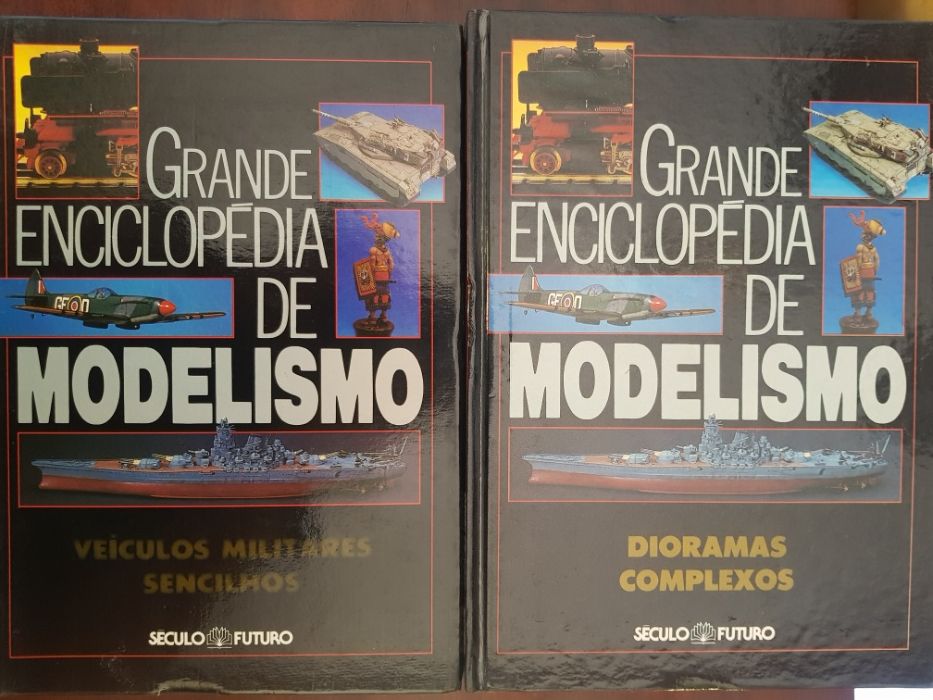 GRANDE
ENCICLOPÉDIA
DE
MODELISMO
VEÍCULOS MILITARES
SENCILHOS
SÉCULO FUTURO
GRANDE
ENCICLOPÉDIA
DE
MODELISMO
DIORAMAS
COMPLEXOS
SÉCULO FUTURO